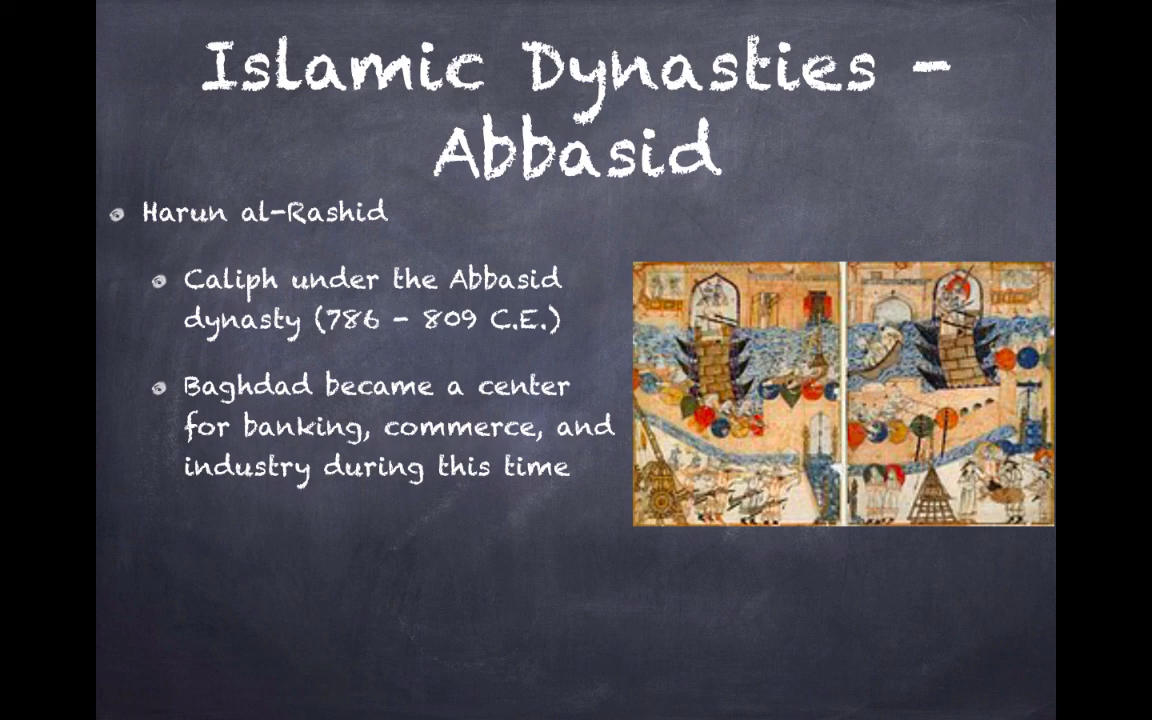 Islamic Dynasties -
Abbasid
Harun al-Rashid
Caliph under the Abbasid
dynasty (786 - 809 C.E.)
Baghdad became a center
for banking, commerce, and
industry during this time